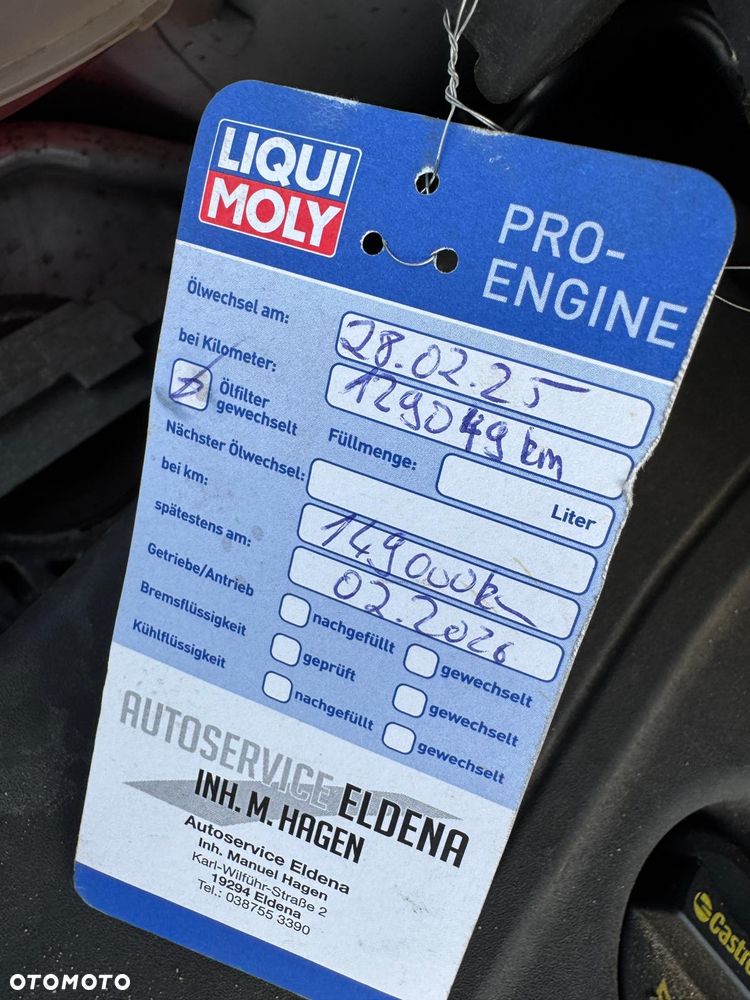 LIQUI
MOLY
PRO-
ENGINE
Ölwechsel am: 28.02.25
bei Kilometer: 129049 km
Ölfilter
gewechselt
Füllmenge: Liter
Nächster Ölwechsel:
bei km: 149000km
spätestens am: 02.2026
Getriebe/Antrieb nachgefüllt gewechselt
Bremsflüssigkeit geprüft gewechselt
Kühlflüssigkeit nachgefüllt gewechselt
AUTOSERVICE ELDENA
INH. M. HAGEN
Autoservice Eldena
Inh. Manuel Hagen
Karl-Wilführ-Straße 2
19294 Eldena
Tel.: 038755 3390
Castro
OTOMOTO